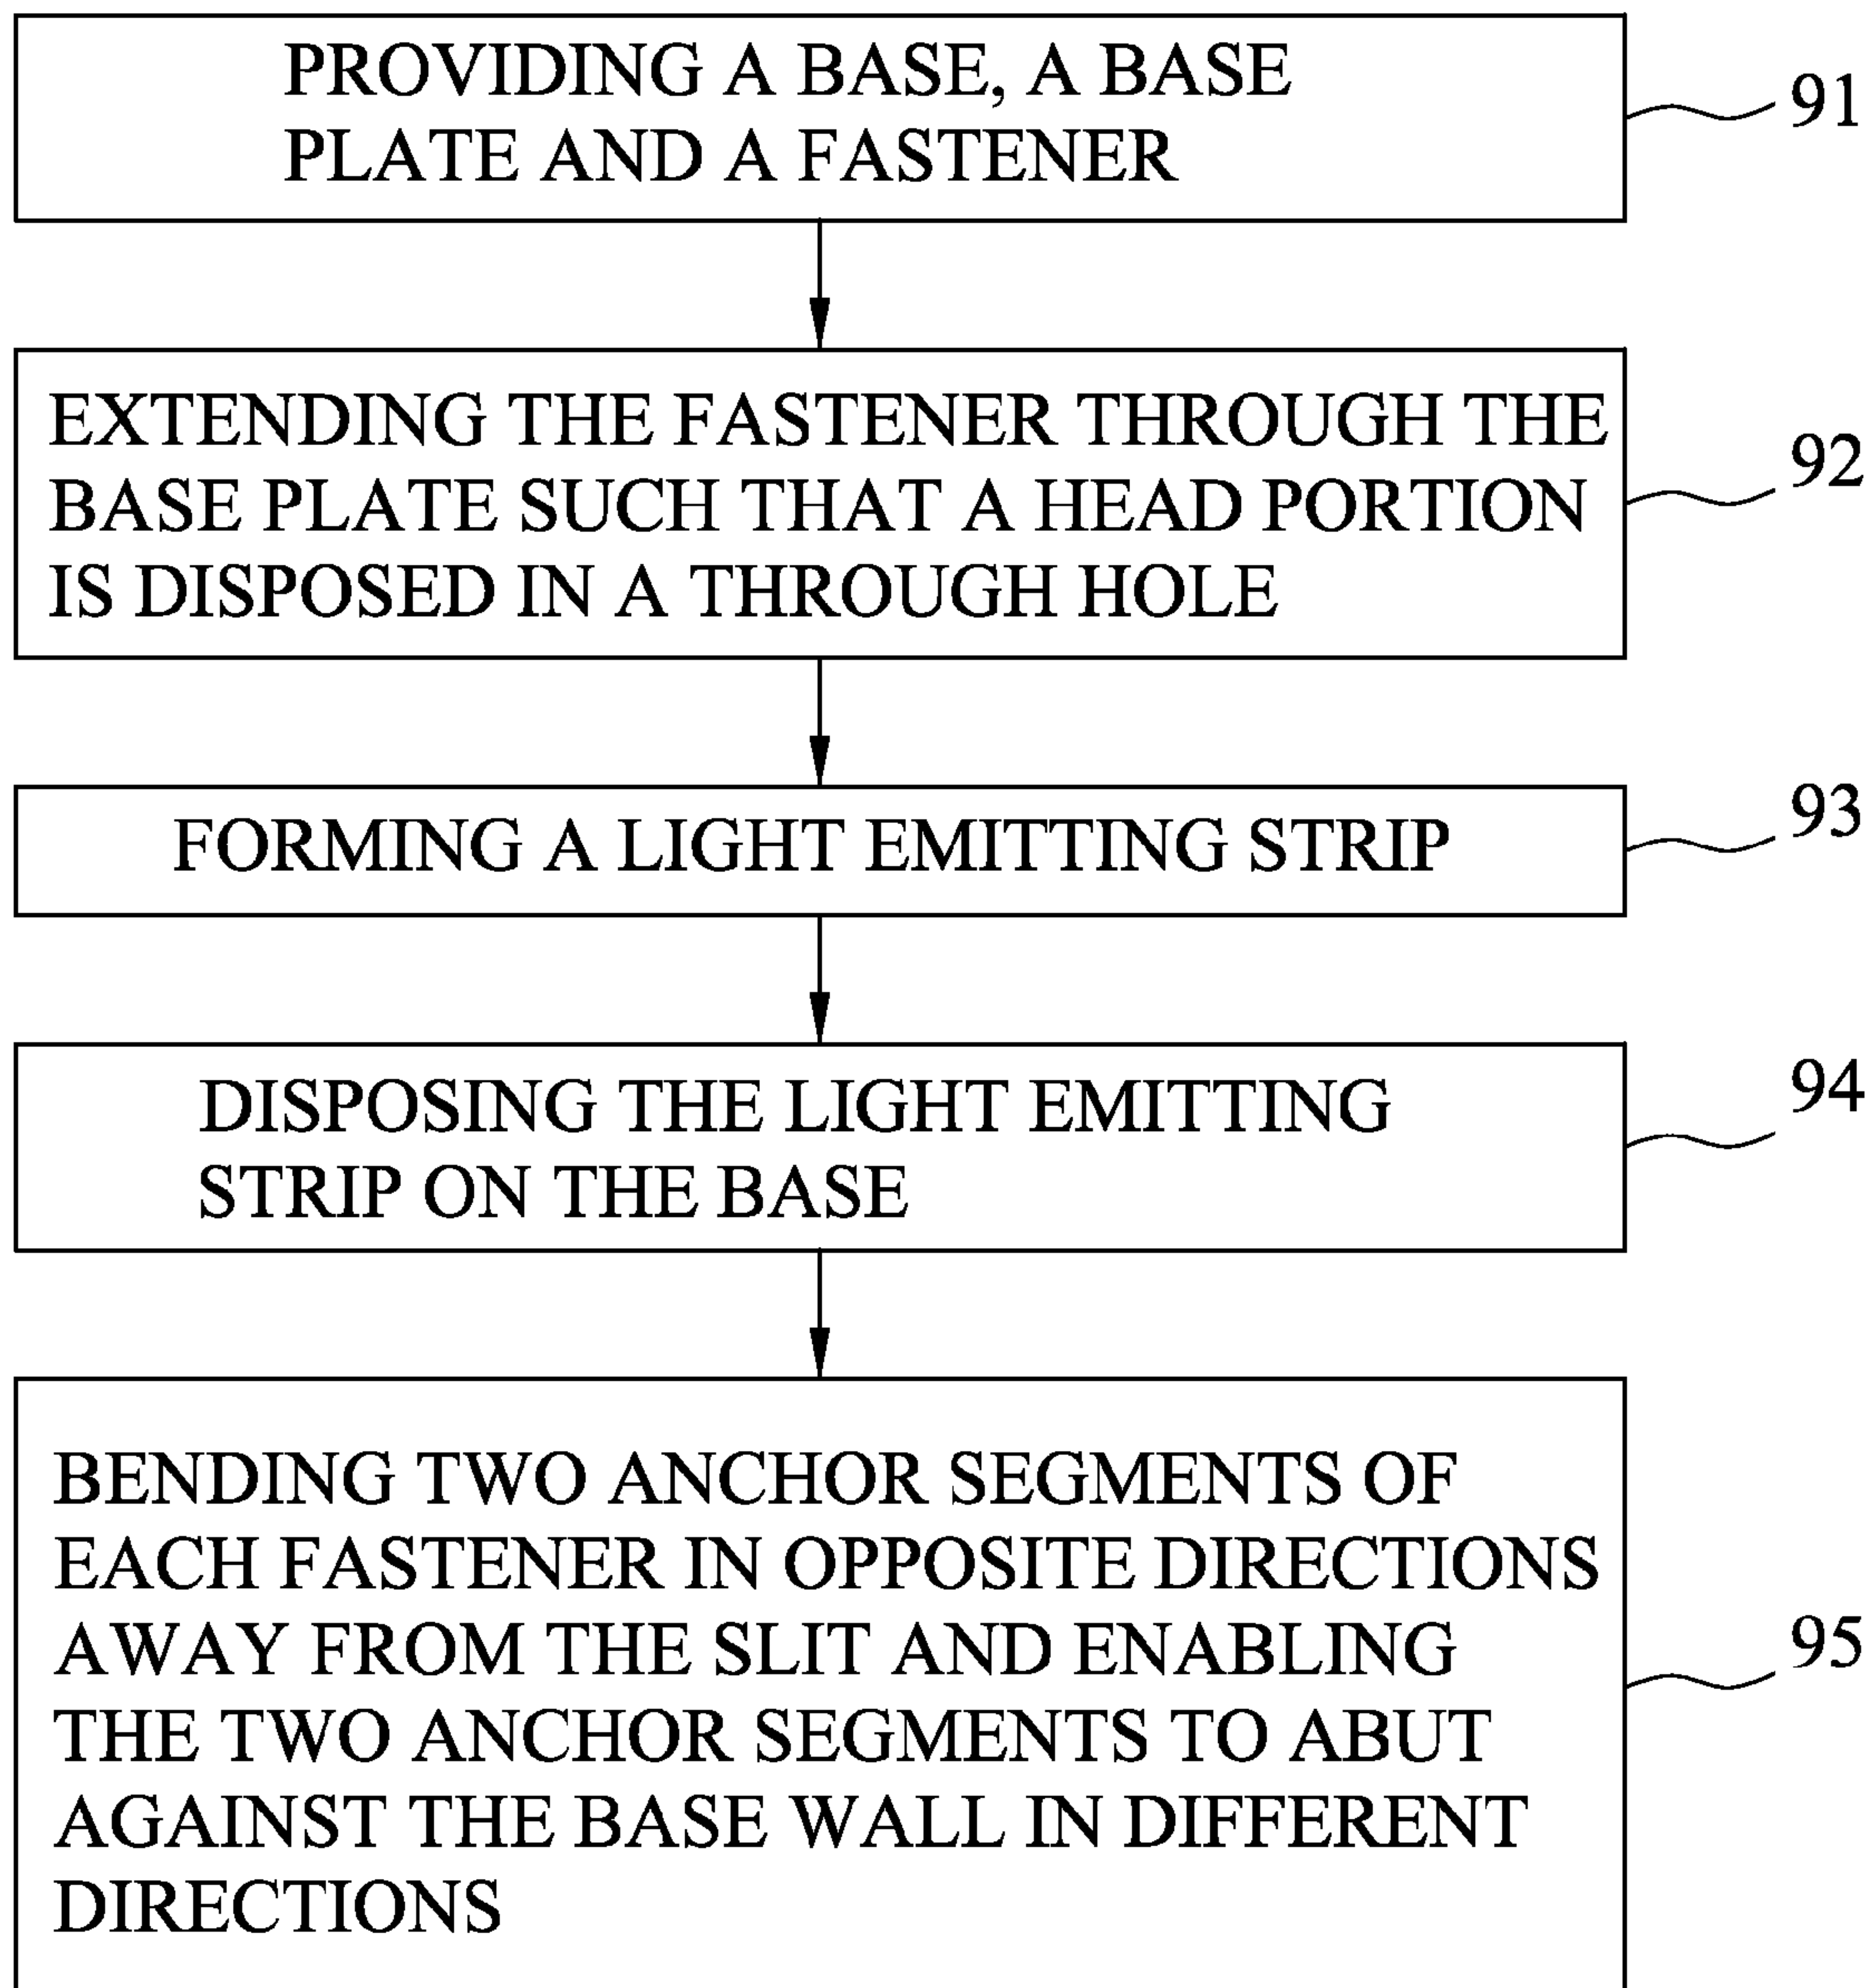 PROVIDING A BASE, A BASE
PLATE AND A FASTENER
91
EXTENDING THE FASTENER THROUGH THE
BASE PLATE SUCH THAT A HEAD PORTION
IS DISPOSED IN A THROUGH HOLE
92
FORMING A LIGHT EMITTING STRIP
93
DISPOSING THE LIGHT EMITTING
STRIP ON THE BASE
94
BENDING TWO ANCHOR SEGMENTS OF
EACH FASTENER IN OPPOSITE DIRECTIONS
AWAY FROM THE SLIT AND ENABLING
THE TWO ANCHOR SEGMENTS TO ABUT
AGAINST THE BASE WALL IN DIFFERENT
DIRECTIONS
95